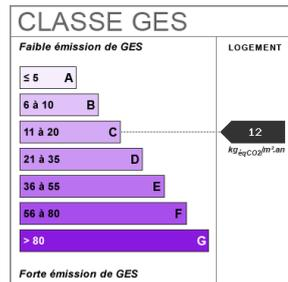 CLASSE GES
Faible émission de GES
LOGEMENT
≤ 5 A
6 à 10 B
11 à 20 C
12
kgéqCO2/m².an
21 à 35 D
36 à 55 E
56 à 80 F
> 80 G
Forte émission de GES